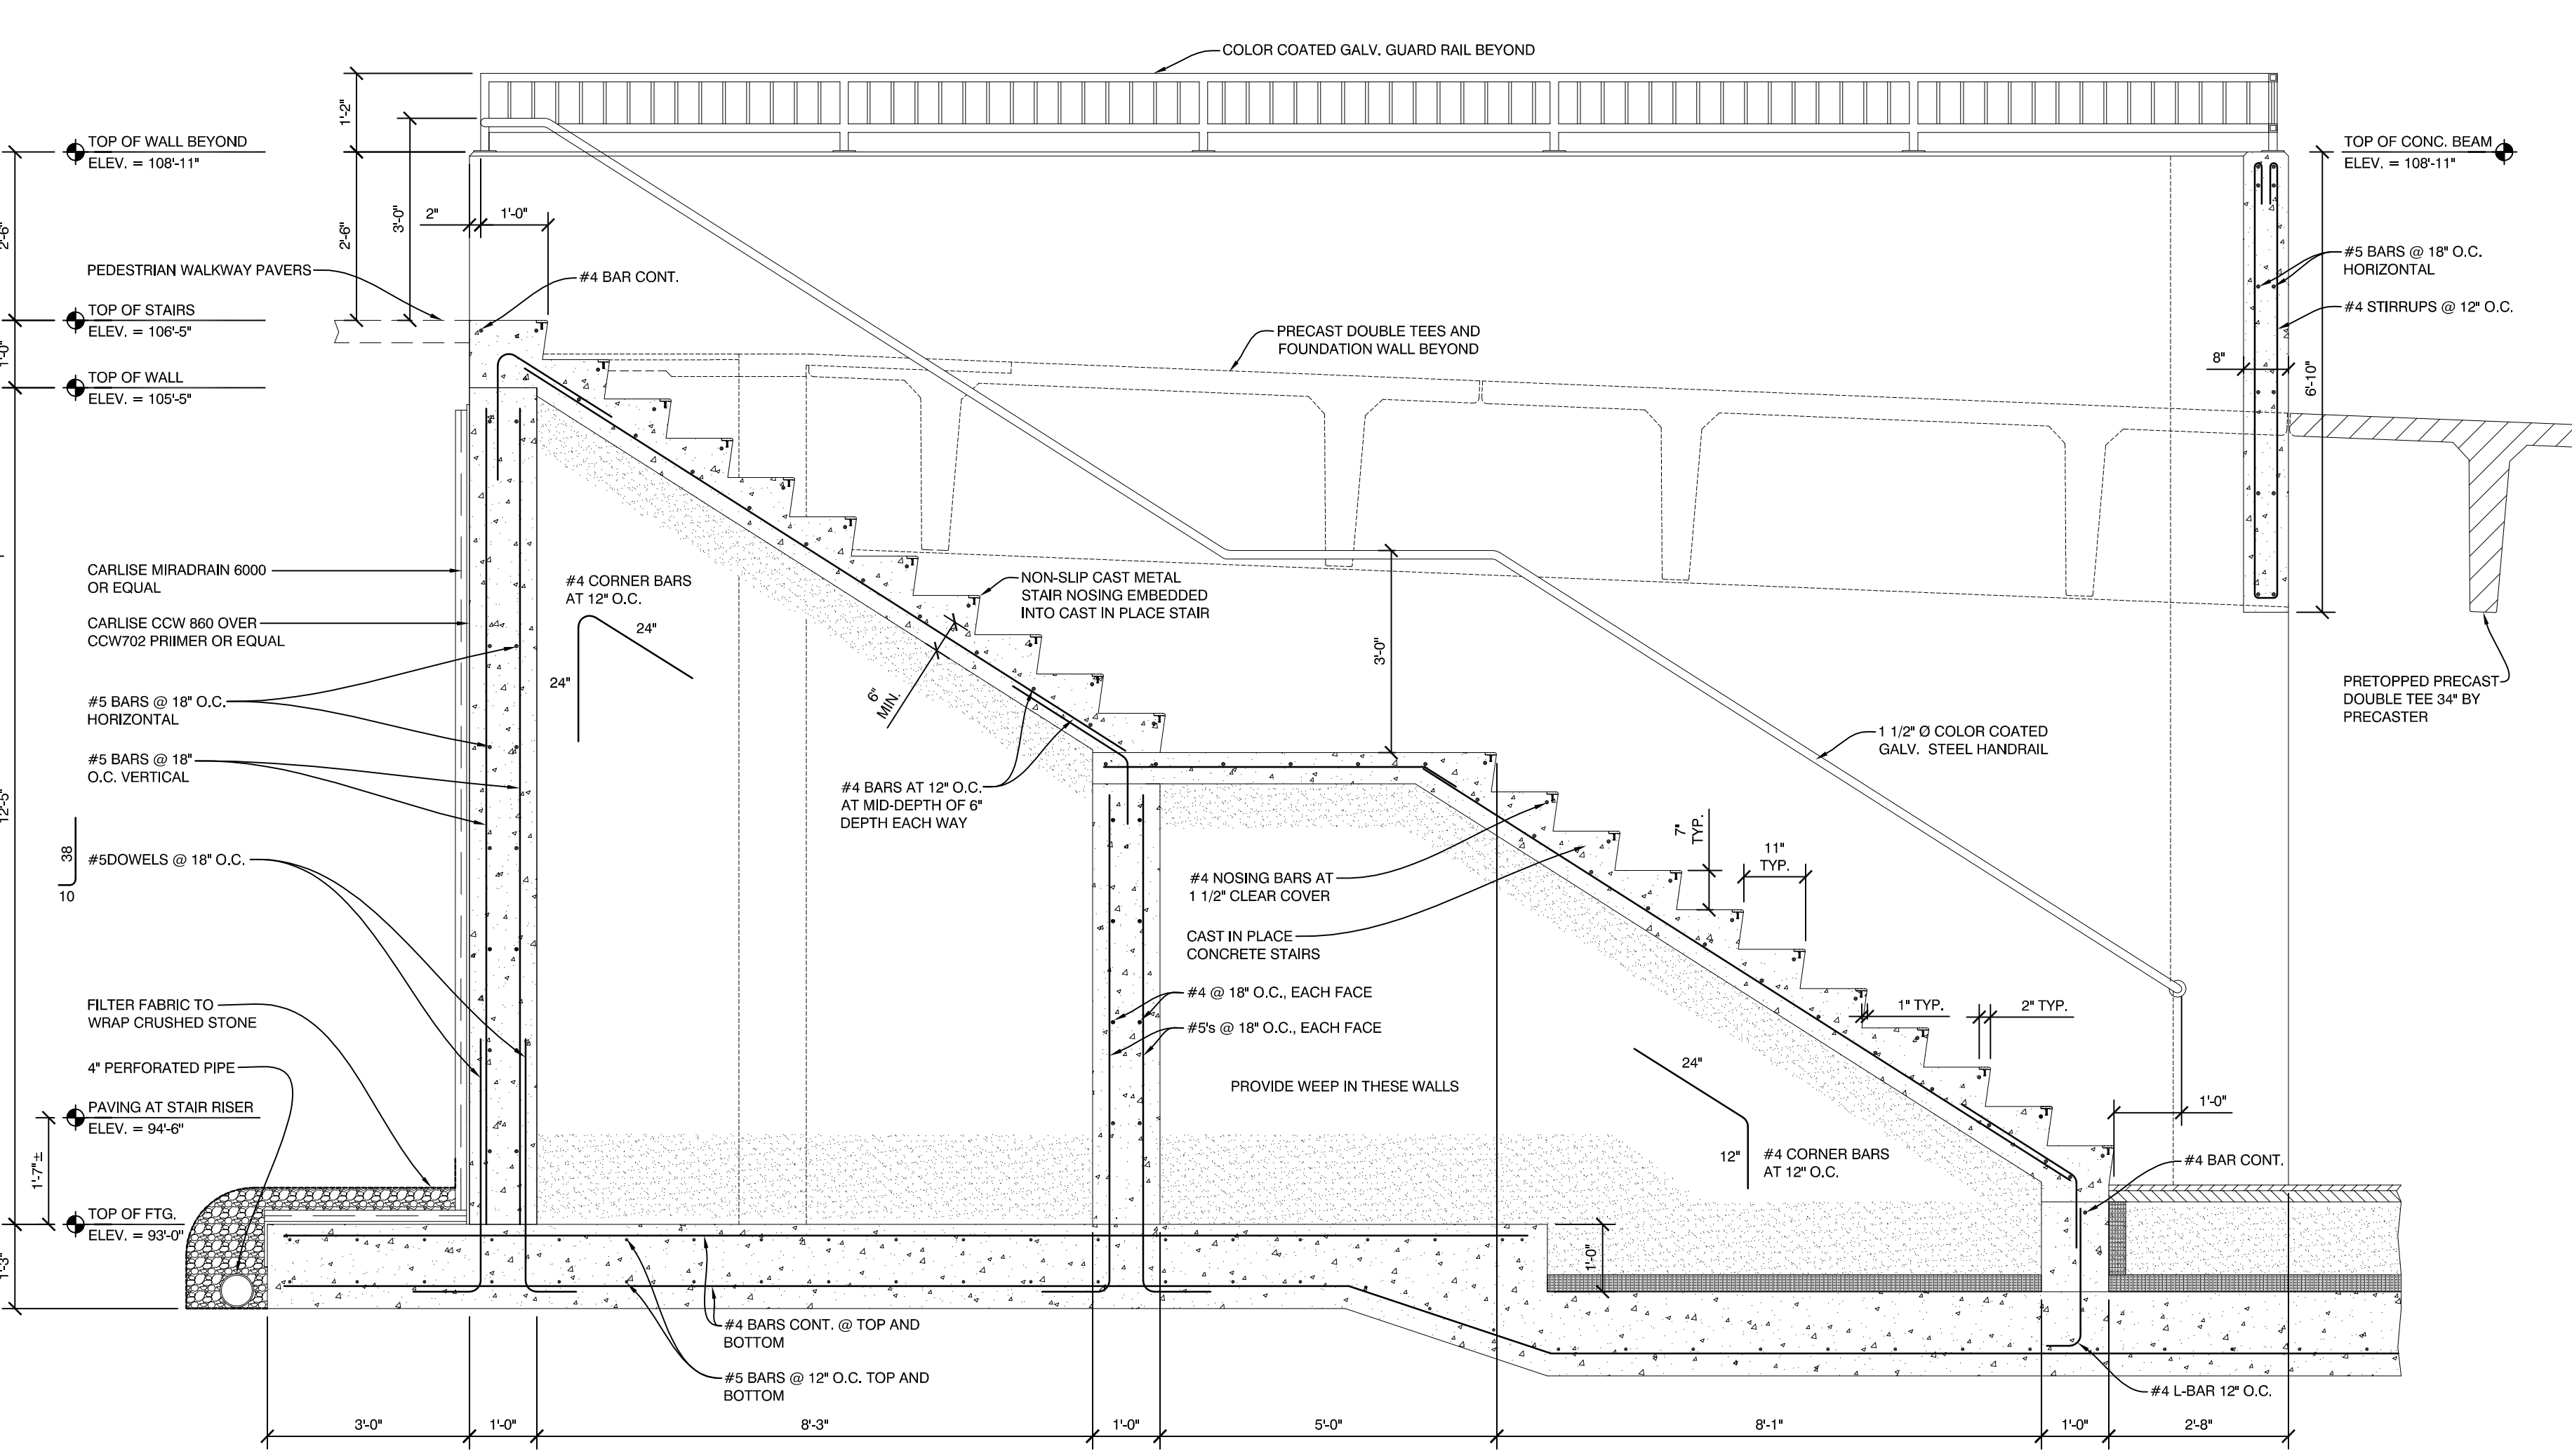 COLOR COATED GALV. GUARD RAIL BEYOND
1'-2"
TOP OF WALL BEYOND
ELEV. = 108'-11"
TOP OF CONC. BEAM
ELEV. = 108'-11"
2'-6"
2'-6"
3'-0"
2"
1'-0"
PEDESTRIAN WALKWAY PAVERS
#4 BAR CONT.
#5 BARS @ 18" O.C.
HORIZONTAL
#4 STIRRUPS @ 12" O.C.
TOP OF STAIRS
ELEV. = 106'-5"
1'-0"
PRECAST DOUBLE TEES AND
FOUNDATION WALL BEYOND
8"
6'-10"
TOP OF WALL
ELEV. = 105'-5"
CARLISE MIRADRAIN 6000
OR EQUAL
#4 CORNER BARS
AT 12" O.C.
24"
24"
NON-SLIP CAST METAL
STAIR NOSING EMBEDDED
INTO CAST IN PLACE STAIR
CARLISE CCW 860 OVER
CCW702 PRIIMER OR EQUAL
3'-0"
6"
MIN.
PRETOPPED PRECAST
DOUBLE TEE 34" BY
PRECASTER
#5 BARS @ 18" O.C.
HORIZONTAL
1 1/2" Ø COLOR COATED
GALV. STEEL HANDRAIL
#5 BARS @ 18"
O.C. VERTICAL
12'-5"
#4 BARS AT 12" O.C.
AT MID-DEPTH OF 6"
DEPTH EACH WAY
7"
TYP.
11"
TYP.
38
10
#5DOWELS @ 18" O.C.
#4 NOSING BARS AT
1 1/2" CLEAR COVER
CAST IN PLACE
CONCRETE STAIRS
#4 @ 18" O.C., EACH FACE
#5's @ 18" O.C., EACH FACE
1" TYP.
2" TYP.
FILTER FABRIC TO
WRAP CRUSHED STONE
4" PERFORATED PIPE
PROVIDE WEEP IN THESE WALLS
24"
12"
#4 CORNER BARS
AT 12" O.C.
1'-0"
#4 BAR CONT.
PAVING AT STAIR RISER
ELEV. = 94'-6"
1'-7"±
TOP OF FTG.
ELEV. = 93'-0"
1'-3"
1'-0"
#4 BARS CONT. @ TOP AND
BOTTOM
#5 BARS @ 12" O.C. TOP AND
BOTTOM
#4 L-BAR 12" O.C.
3'-0"
1'-0"
8'-3"
1'-0"
5'-0"
8'-1"
1'-0"
2'-8"